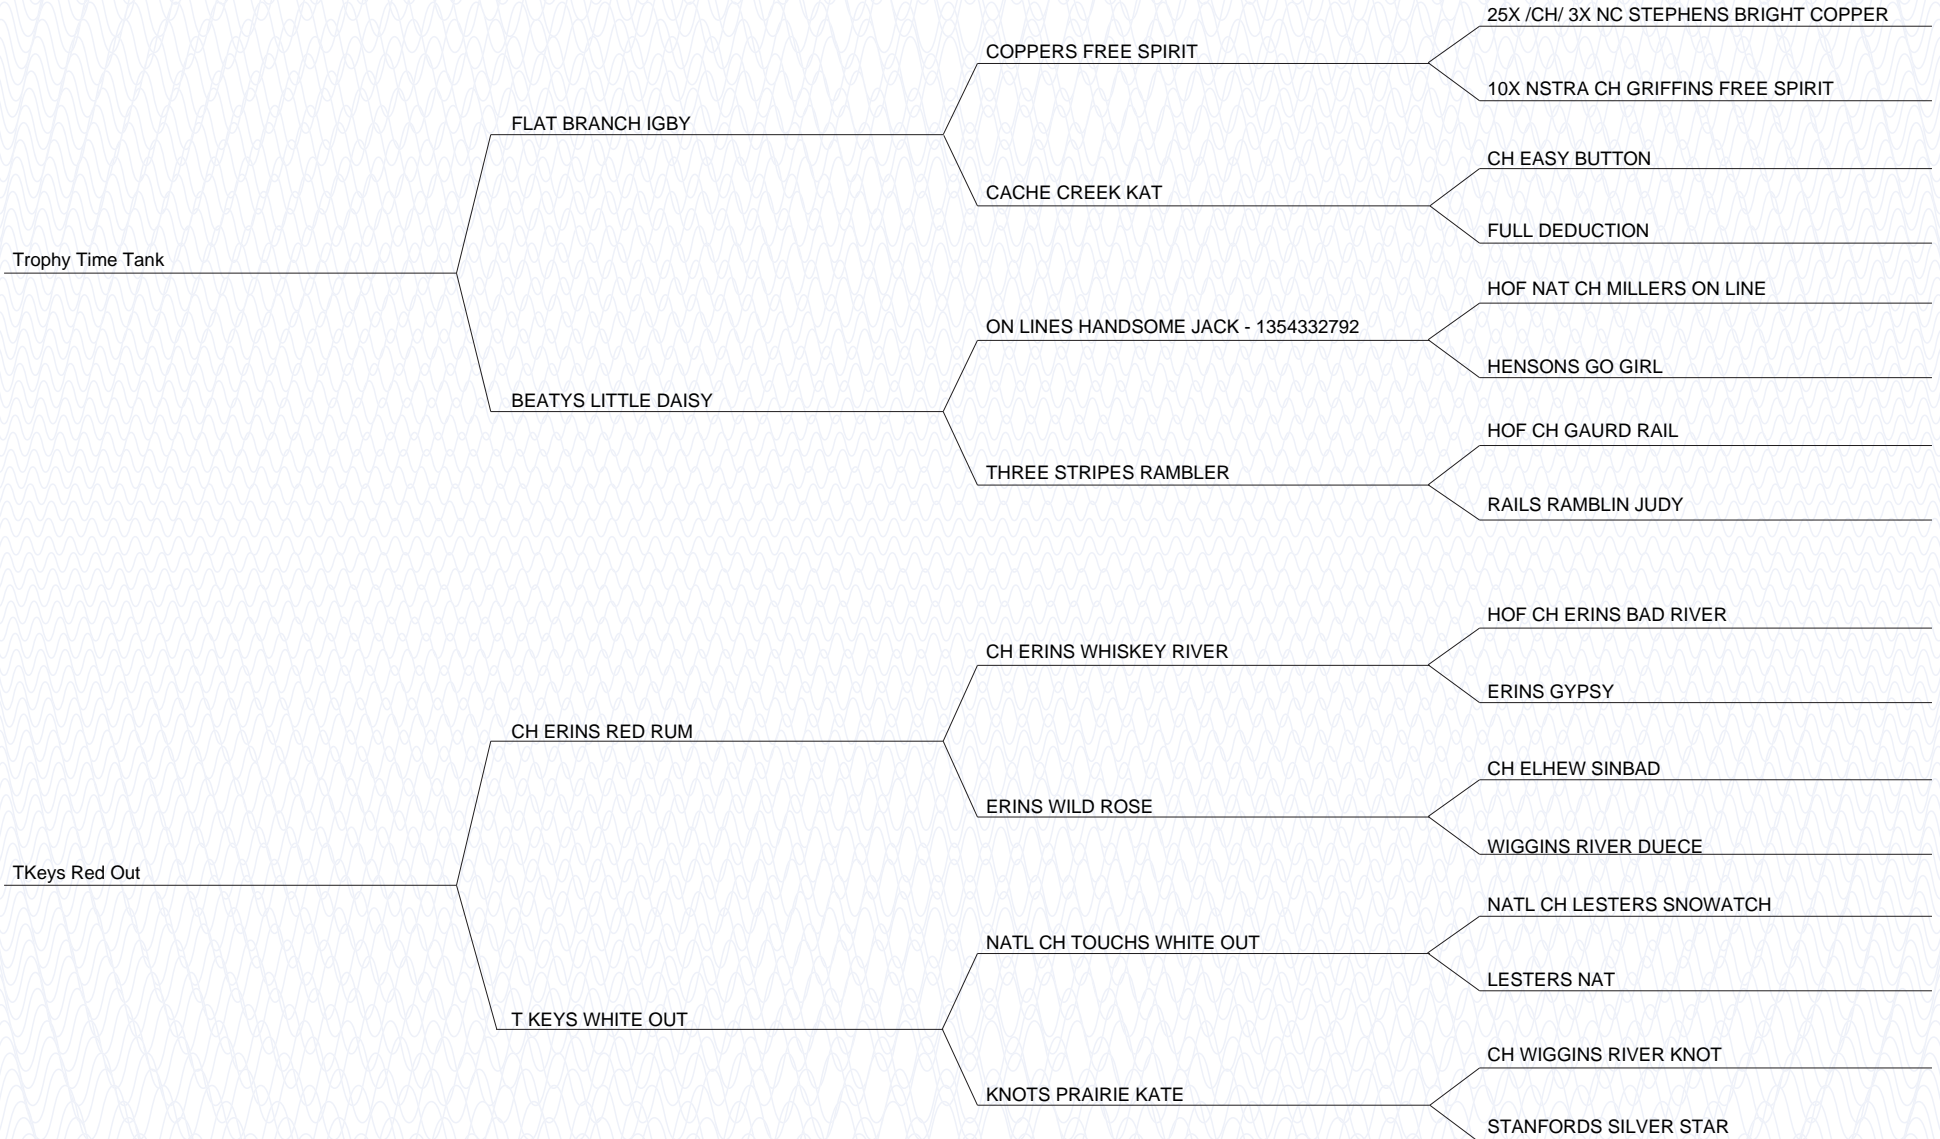 25X /CH/ 3X NC STEPHENS BRIGHT COPPER
COPPERS FREE SPIRIT
10X NSTRA CH GRIFFINS FREE SPIRIT
FLAT BRANCH IGBY
CH EASY BUTTON
CACHE CREEK KAT
FULL DEDUCTION
Trophy Time Tank
HOF NAT CH MILLERS ON LINE
ON LINES HANDSOME JACK - 1354332792
HENSONS GO GIRL
BEATYS LITTLE DAISY
HOF CH GAURD RAIL
THREE STRIPES RAMBLER
RAILS RAMBLIN JUDY
HOF CH ERINS BAD RIVER
CH ERINS WHISKEY RIVER
ERINS GYPSY
CH ERINS RED RUM
CH ELHEW SINBAD
ERINS WILD ROSE
WIGGINS RIVER DUECE
TKeys Red Out
NATL CH LESTERS SNOWATCH
NATL CH TOUCHS WHITE OUT
LESTERS NAT
T KEYS WHITE OUT
CH WIGGINS RIVER KNOT
KNOTS PRAIRIE KATE
STANFORDS SILVER STAR